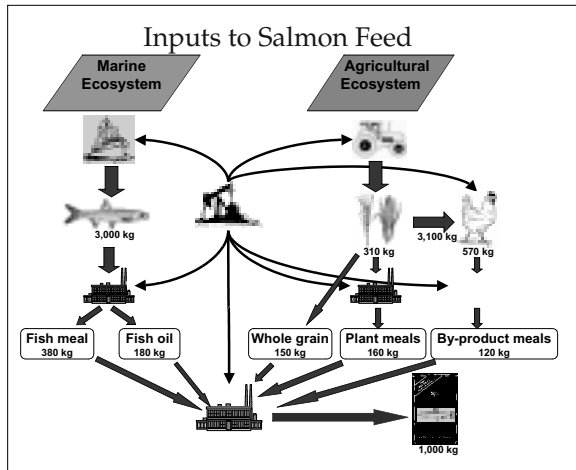 Inputs to Salmon Feed
Marine
Ecosystem
Agricultural
Ecosystem
3,000 kg
310 kg
3,100 kg
570 kg
Fish meal
380 kg
Fish oil
180 kg
Whole grain
150 kg
Plant meals
160 kg
By-product meals
120 kg
1,000 kg